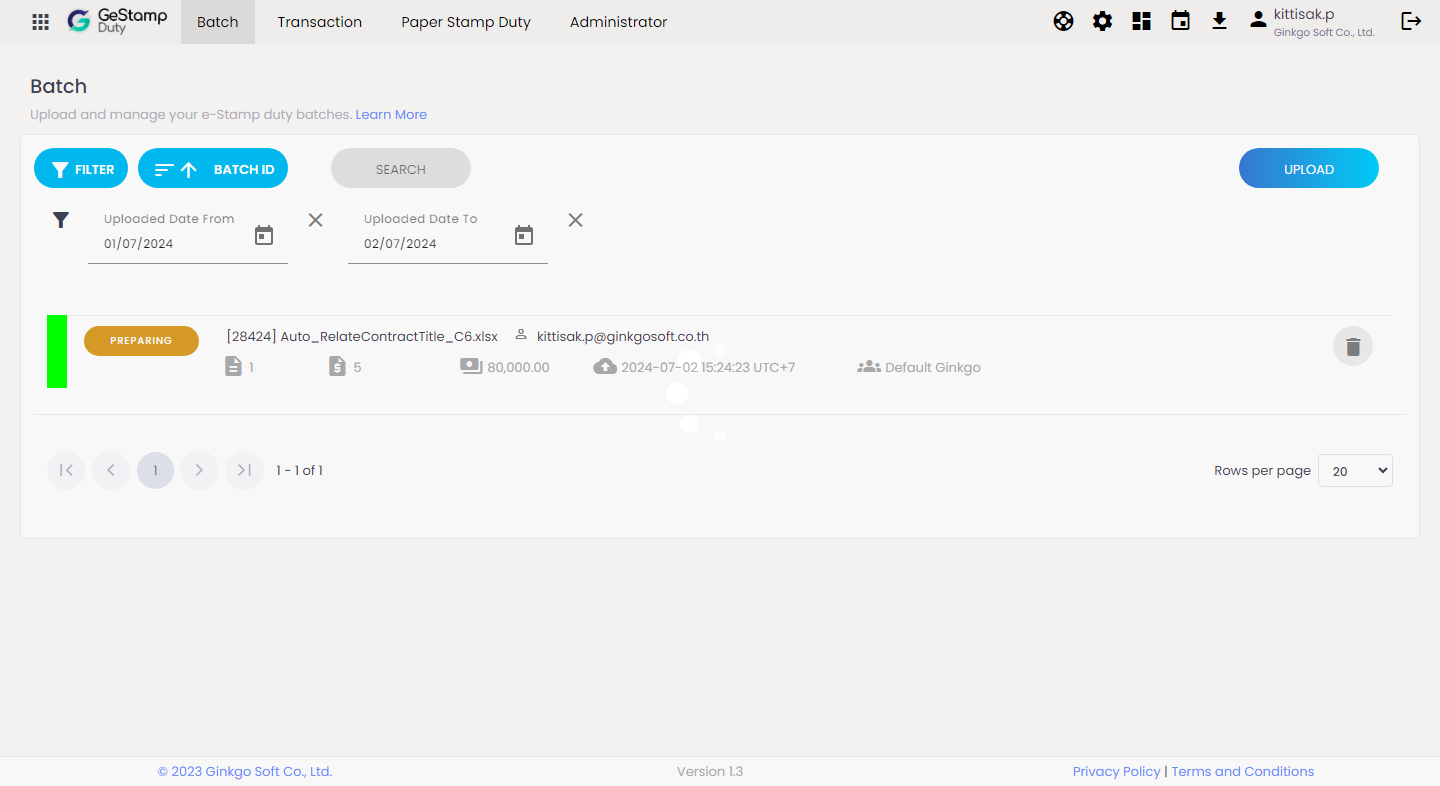 GeStamp
Duty
Batch
Transaction
Paper Stamp Duty
Administrator
kittisak.p
Ginkgo Soft Co., Ltd.
Batch
Upload and manage your e-Stamp duty batches. Learn More
FILTER
BATCH ID
SEARCH
UPLOAD
Uploaded Date From
01/07/2024
Uploaded Date To
02/07/2024
PREPARING
[28424] Auto_RelateContractTitle_C6.xlsx
kittisak.p@ginkgosoft.co.th
1
5
80,000.00
2024-07-02 15:24:23 UTC+7
Default Ginkgo
1
1 - 1 of 1
Rows per page
20
© 2023 Ginkgo Soft Co., Ltd.
Version 1.3
Privacy Policy | Terms and Conditions